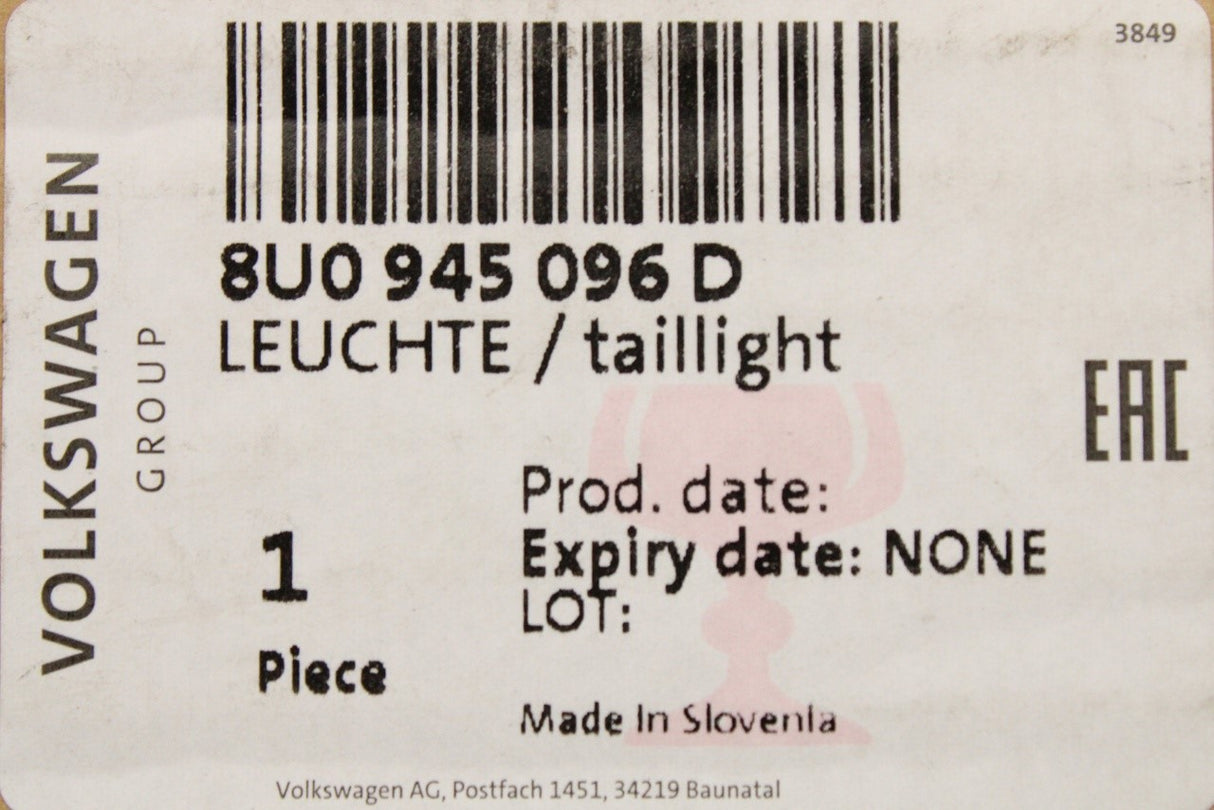 3849
VOLKSWAGEN
GROUP
8U0 945 096 D
LEUCHTE / taillight
EAC
Prod. date:
Expiry date: NONE
LOT:
1
Piece
Made In Slovenia
Volkswagen AG, Postfach 1451, 34219 Baunatal